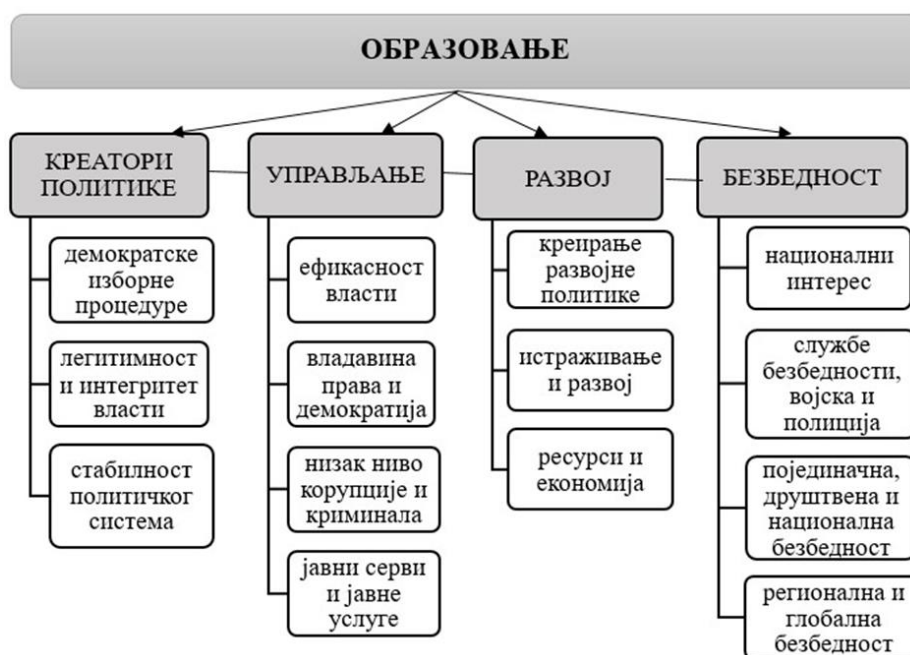 ОБРАЗОВАЊЕ
КРЕАТОРИ
ПОЛИТИКЕ
демократске
изборне
процедуре
легитимност
и интегритет
власти
стабилност
политичког
система
УПРАВЉАЊЕ
ефикасност
власти
владавина
права и
демократија
низак ниво
корупције и
криминала
јавни серви
и јавне
услуге
РАЗВОЈ
креирање
развојне
политике
истраживање
и развој
ресурси и
економија
БЕЗБЕДНОСТ
национални
интерес
службе
безбедности,
војска и
полиција
појединачна,
друштвена и
национална
безбедност
регионална и
глобална
безбедност